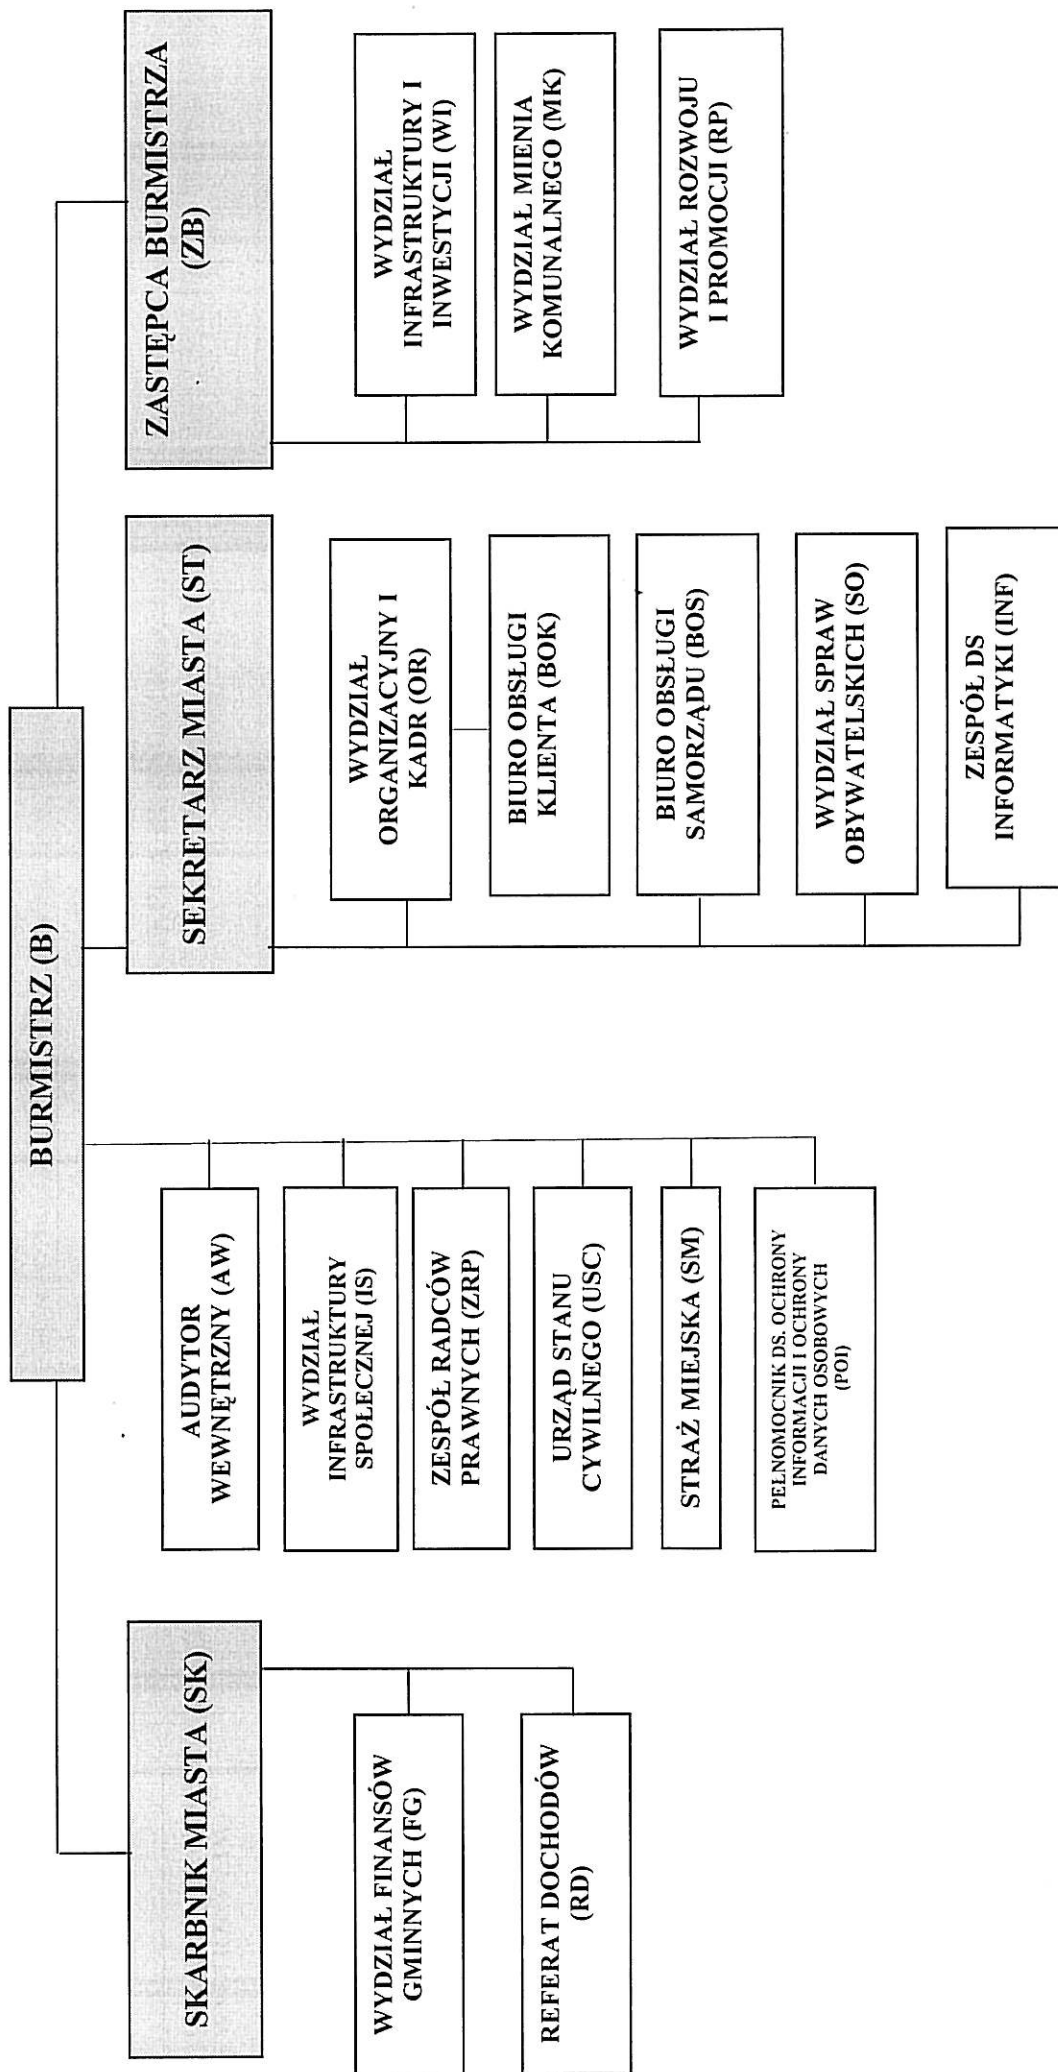 BURMISTRZ (B)
SKARBNIK MIASTA (SK)
WYDZIAŁ FINANSÓW
GMINNYCH (FG)
REFERAT DOCHODÓW
(RD)
AUDYTOR
WEWNĘTRZNY (AW)
WYDZIAŁ
INFRASTRUKTURY
SPOŁECZNEJ (IS)
ZESPÓŁ RADCÓW
PRAWNYCH (ZRP)
URZĄD STANU
CYWILNEGO (USC)
STRAŻ MIEJSKA (SM)
PEŁNOMOCNIK DS. OCHRONY
INFORMACJI I OCHRONY
DANYCH OSOBOWYCH
(POI)
SEKRETARZ MIASTA (ST)
WYDZIAŁ
ORGANIZACYJNY I
KADR (OR)
BIURO OBSŁUGI
KLIENTA (BOK)
BIURO OBSŁUGI
SAMORZĄDU (BOS)
WYDZIAŁ SPRAW
OBYWATELSKICH (SO)
ZESPÓŁ DS
INFORMATYKI (INF)
ZASTĘPCA BURMISTRZA
(ZB)
WYDZIAŁ
INFRASTRUKTURY I
INWESTYCJI (WI)
WYDZIAŁ MIENIA
KOMUNALNEGO (MK)
WYDZIAŁ ROZWOJU
I PROMOCJI (RP)